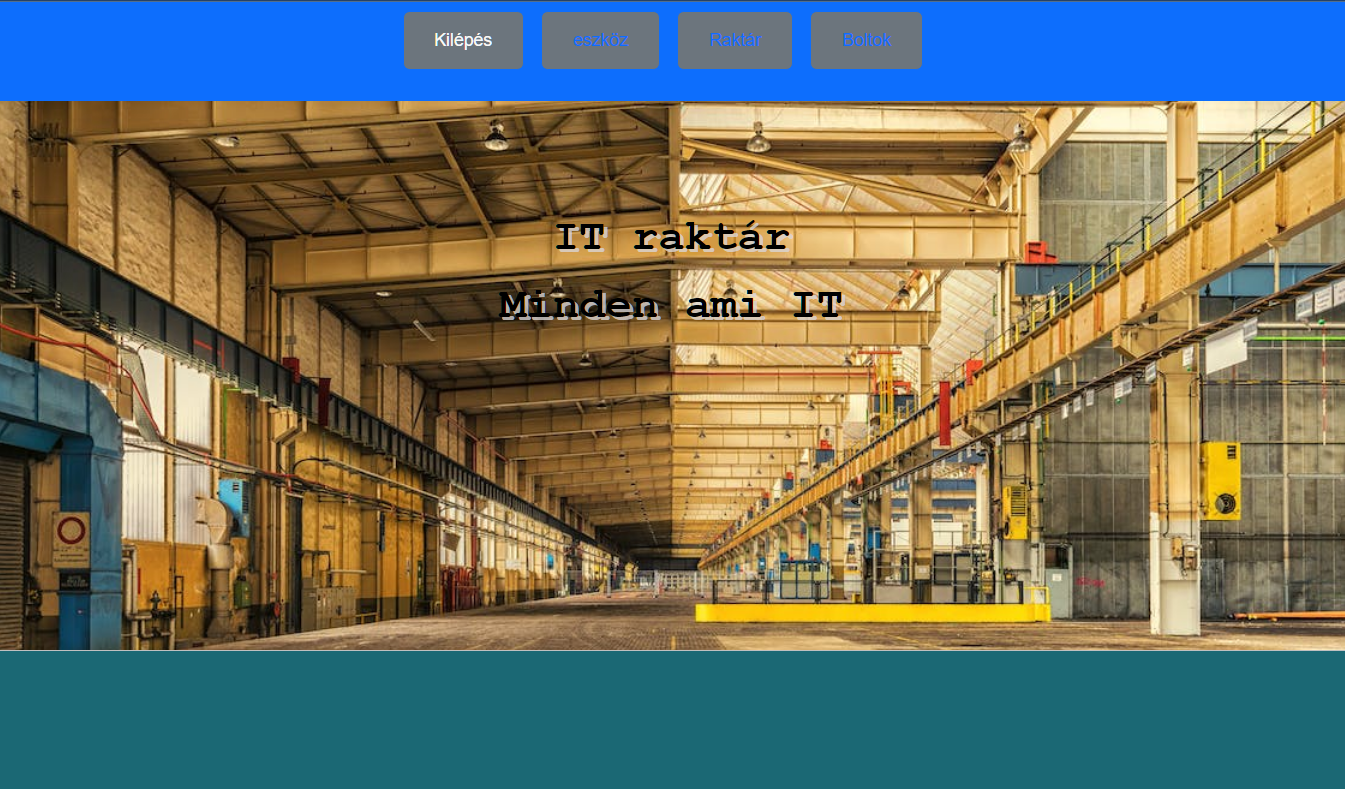 Kilépés
eszköz
Raktár
Boltok
IT raktár
Minden ami IT